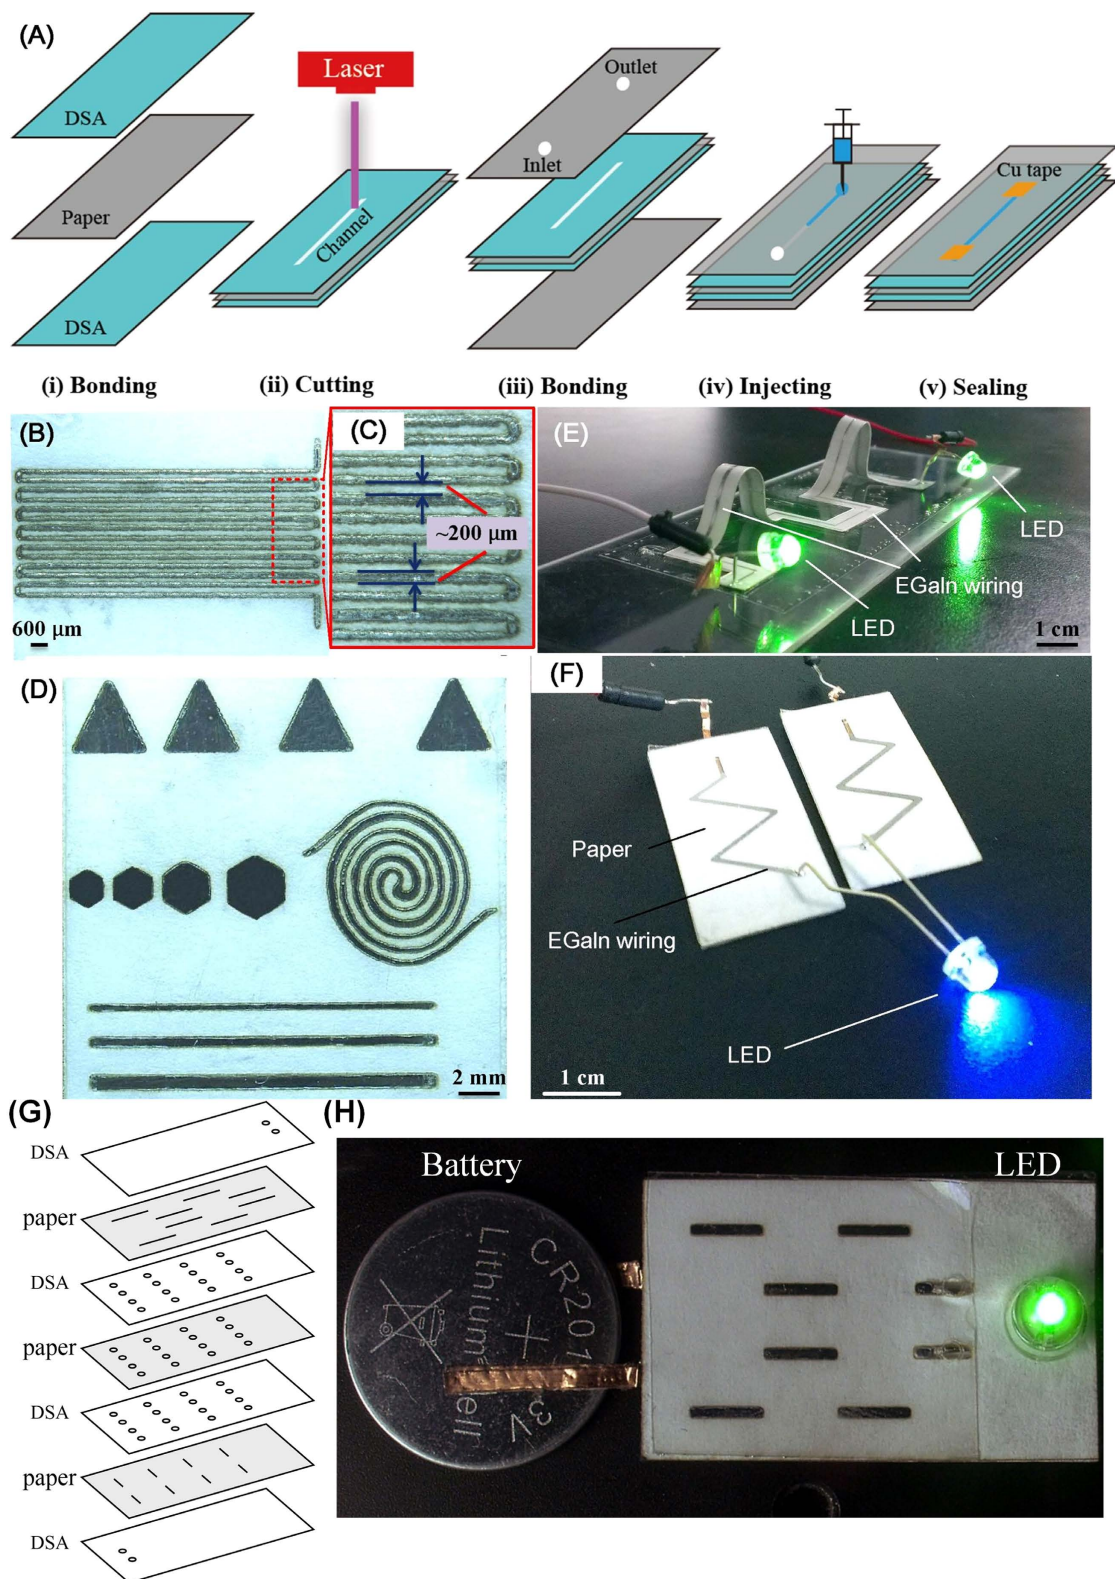 (A)
DSA
Paper
DSA
Laser
Channel
Outlet
Inlet
Cu tape
(i) Bonding
(ii) Cutting
(iii) Bonding
(iv) Injecting
(v) Sealing
(B)
600 μm
(C)
~200 μm
(E)
LED
EGaIn wiring
LED
1 cm
(D)
2 mm
(F)
Paper
EGaIn wiring
LED
1 cm
(G)
DSA
paper
DSA
paper
DSA
paper
DSA
(H)
Battery
LED
CR201
Lithium
ell
+
3V